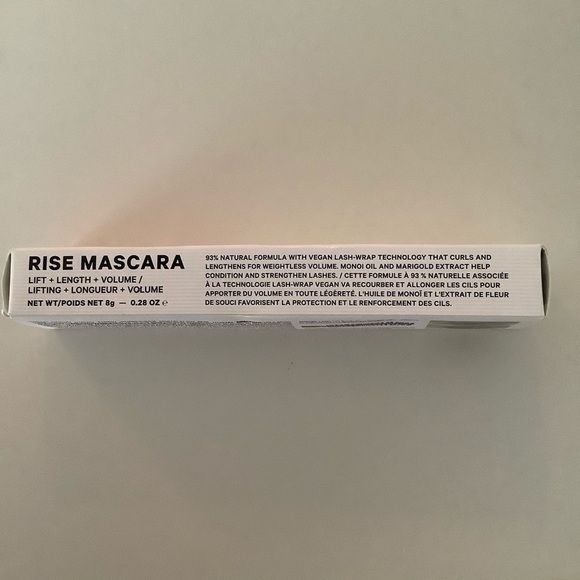 RISE MASCARA
LIFT + LENGTH + VOLUME /
LIFTING + LONGUEUR + VOLUME
NET WT/POIDS NET 8g — 0.28 OZ ℮
93% NATURAL FORMULA WITH VEGAN LASH-WRAP TECHNOLOGY THAT CURLS AND
LENGTHENS FOR WEIGHTLESS VOLUME. MONOI OIL AND MARIGOLD EXTRACT HELP
CONDITION AND STRENGTHEN LASHES. / CETTE FORMULE À 93 % NATURELLE ASSOCIÉE
À LA TECHNOLOGIE LASH-WRAP VEGAN VA RECOURBER ET ALLONGER LES CILS POUR
APPORTER DU VOLUME EN TOUTE LÉGÈRETÉ. L'HUILE DE MONOÏ ET L'EXTRAIT DE FLEUR
DE SOUCI FAVORISENT LA PROTECTION ET LE RENFORCEMENT DES CILS.